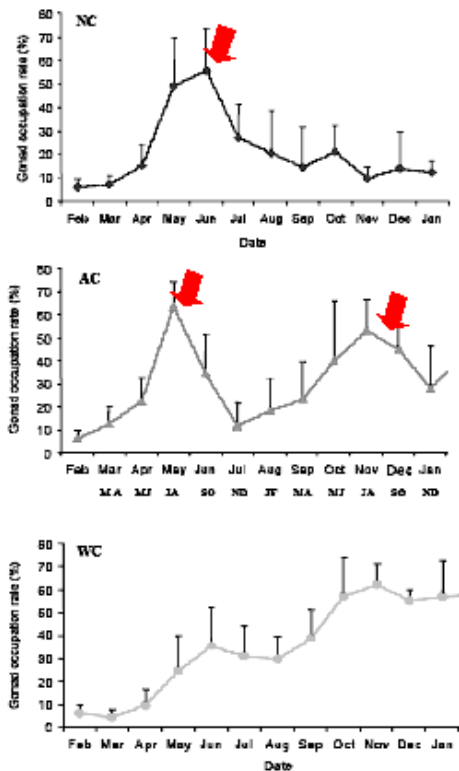 NC
Gonad occupation rate (%)
80
70
60
50
40
30
20
10
0
Feb Mar Apr May Jun Jul Aug Sep Oct Nov Dec Jan
Date
AC
Gonad occupation rate (%)
80
70
60
50
40
30
20
10
0
Feb Mar Apr May Jun Jul Aug Sep Oct Nov Dec Jan
MA MJ JA SO ND JF MA MJ JA SO ND
WC
Gonad occupation rate (%)
80
70
60
50
40
30
20
10
0
Feb Mar Apr May Jun Jul Aug Sep Oct Nov Dec Jan
Date